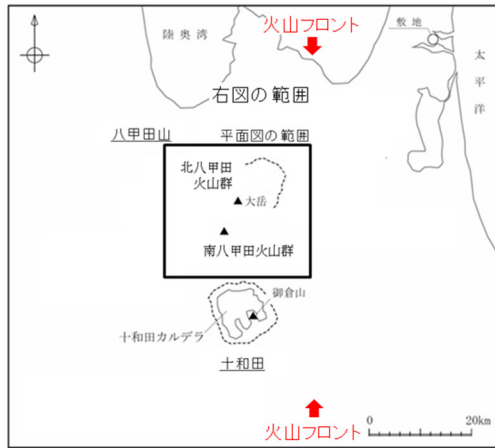 陸奥湾
火山フロント
敷地
太平洋
右図の範囲
八甲田山
平面図の範囲
北八甲田
火山群
大岳
南八甲田火山群
御倉山
十和田カルデラ
十和田
火山フロント
0
20km